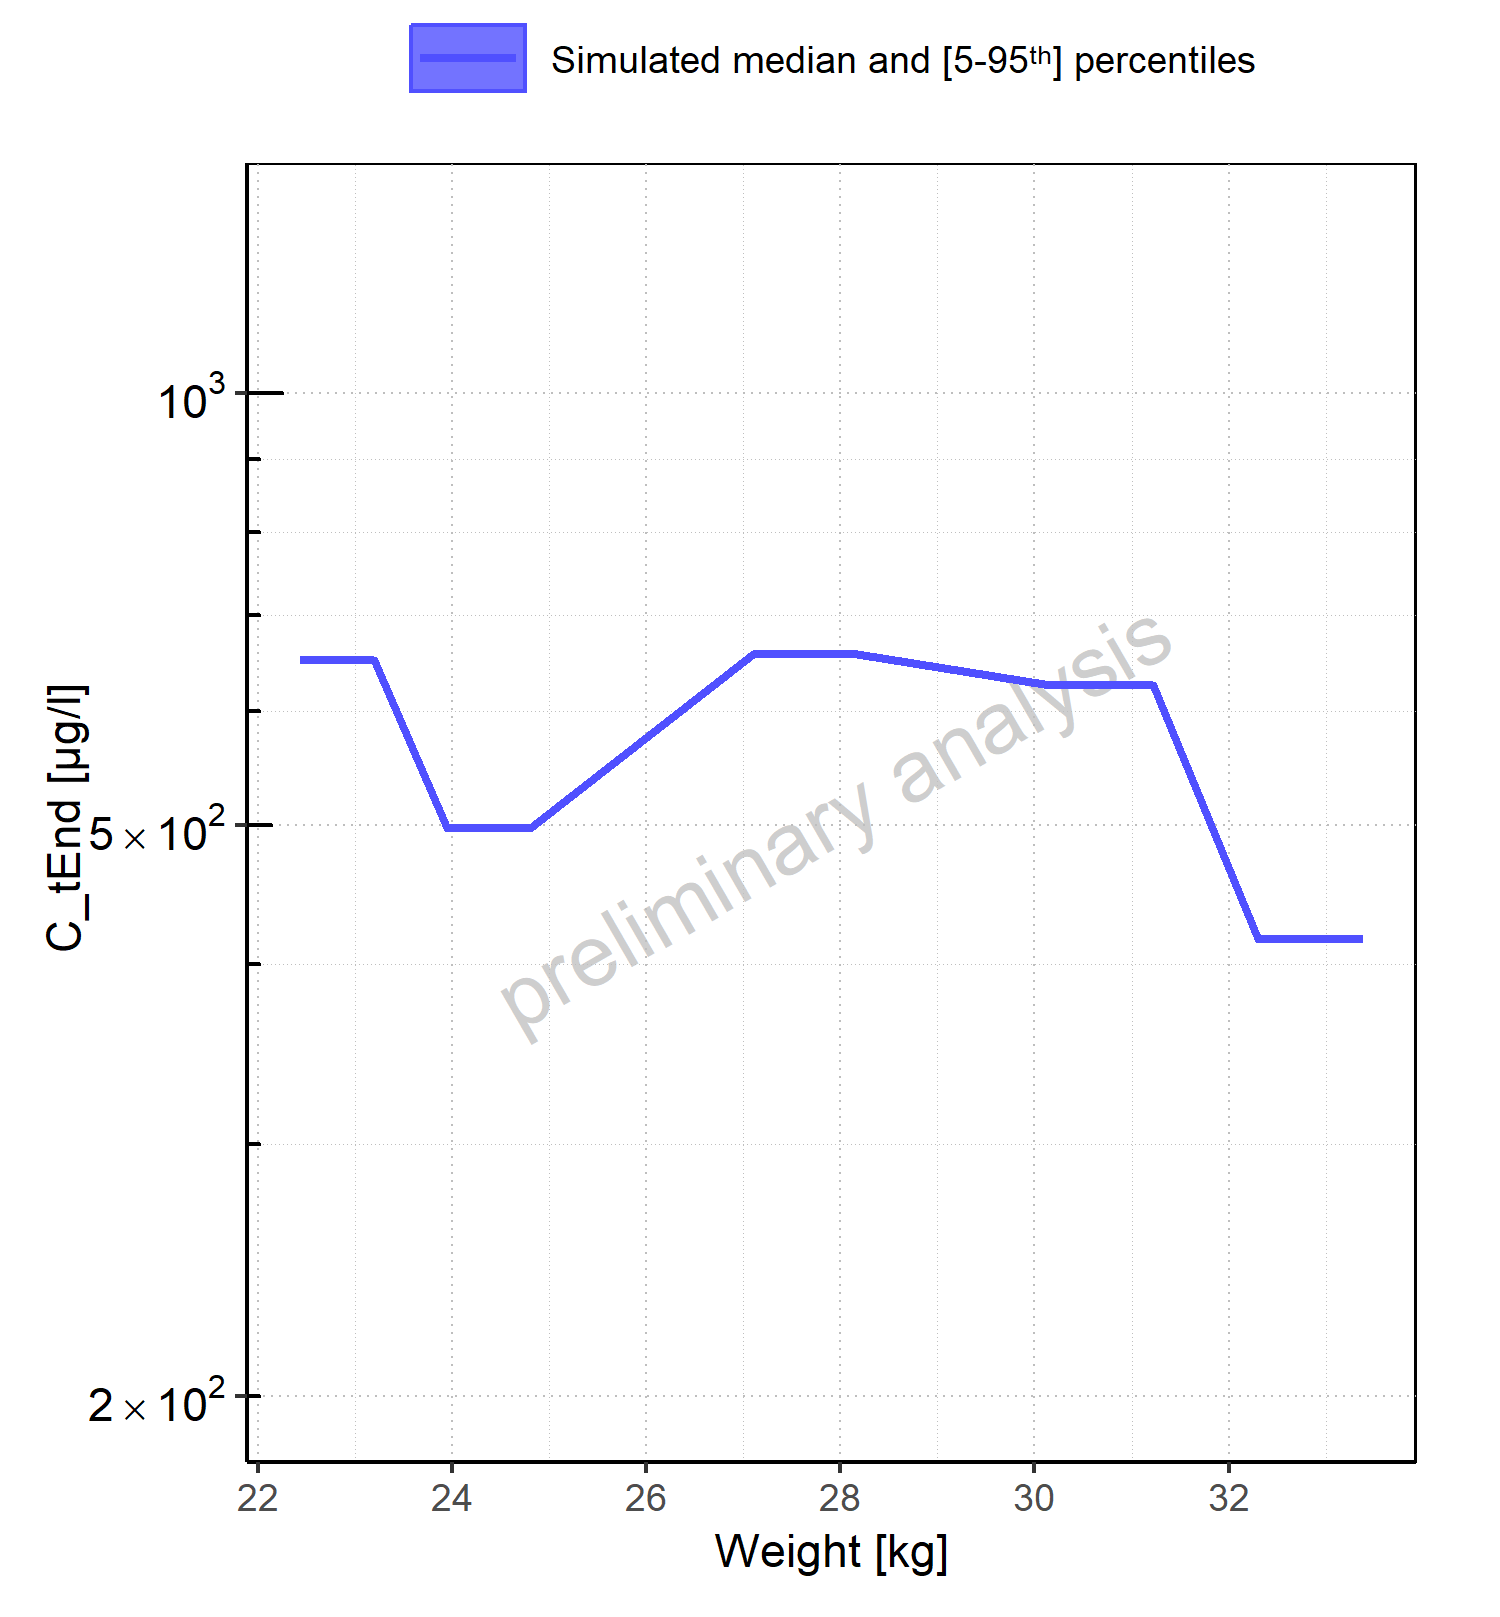 Simulated median and [5-95ᵗʰ] percentiles
10³
5 × 10²
2 × 10²
C_tEnd [µg/l]
preliminary analysis
22 24 26 28 30 32
Weight [kg]